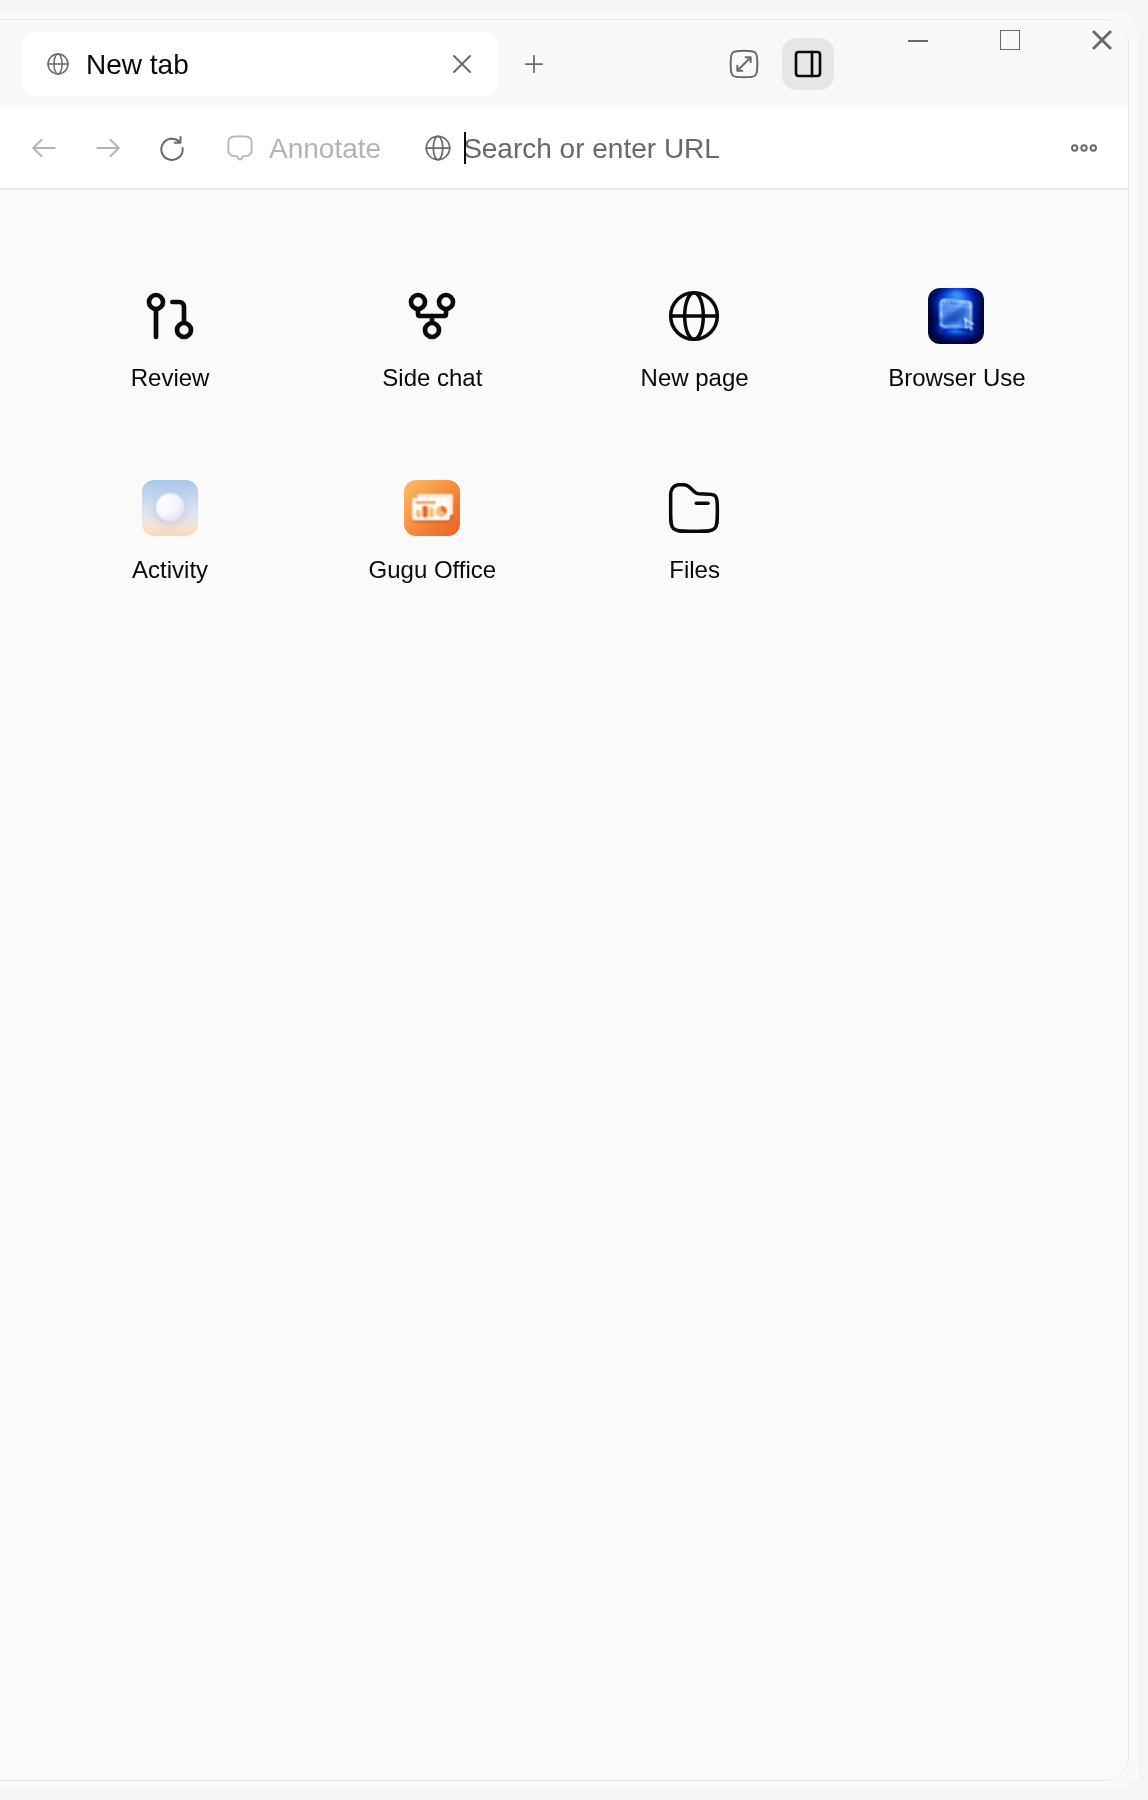 New tab
Annotate
Search or enter URL
Review
Side chat
New page
Browser Use
Activity
Gugu Office
Files